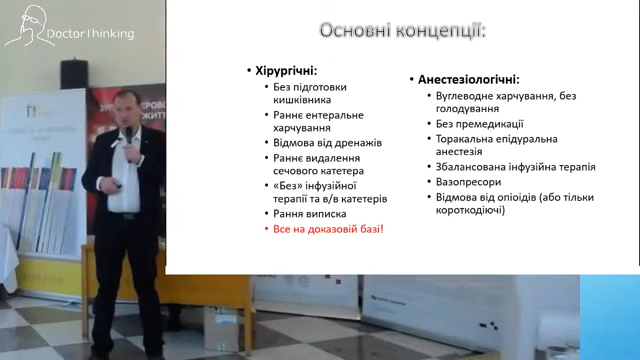 DoctorThinking
Основні концепції:
• Хірургічні:
• Без підготовки
кишківника
• Раннє ентеральне
харчування
• Відмова від дренажів
• Раннє видалення
сечового катетера
• «Без» інфузійної
терапії та в/в катетерів
• Рання виписка
• Все на доказовій базі!
• Анестезіологічні:
• Вуглеводне харчування, без
голодування
• Без премедикації
• Торакальна епідуральна
анестезія
• Збалансована інфузійна терапія
• Вазопресори
• Відмова від опіоїдів (або тільки
короткодіючі)